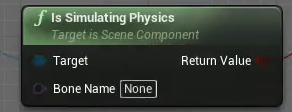 f Is Simulating Physics
Target is Scene Component
Target Return Value
Bone Name None